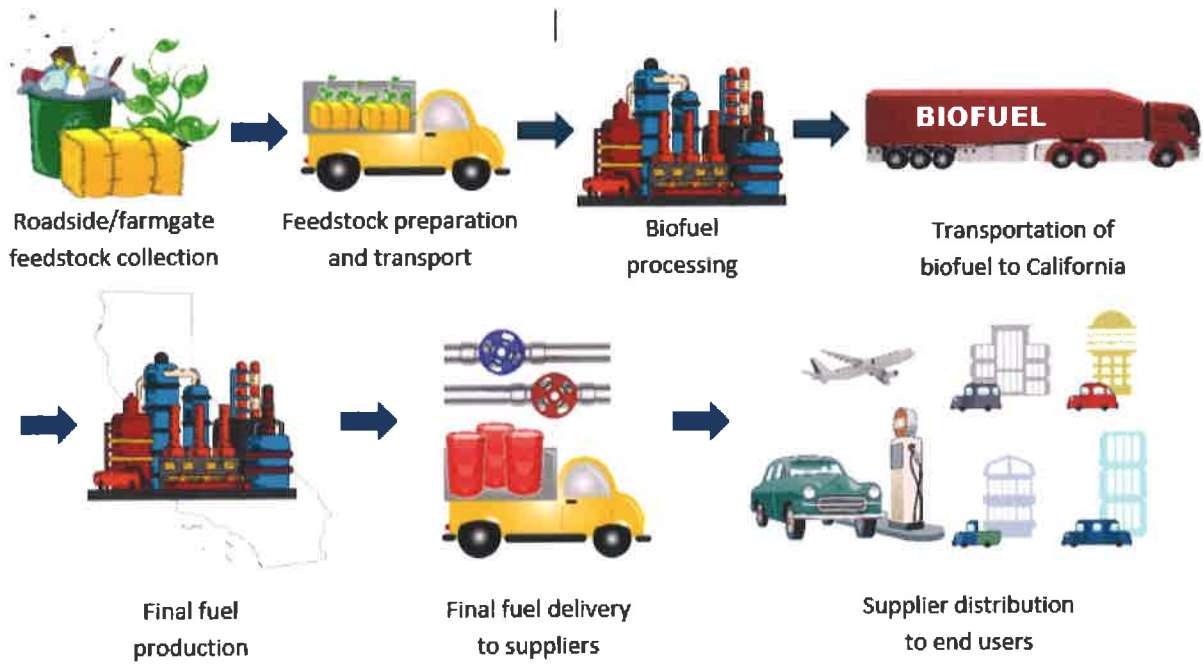 BIOFUEL
Roadside/farmgate
feedstock collection
Feedstock preparation
and transport
Biofuel
processing
Transportation of
biofuel to California
Final fuel
production
Final fuel delivery
to suppliers
Supplier distribution
to end users